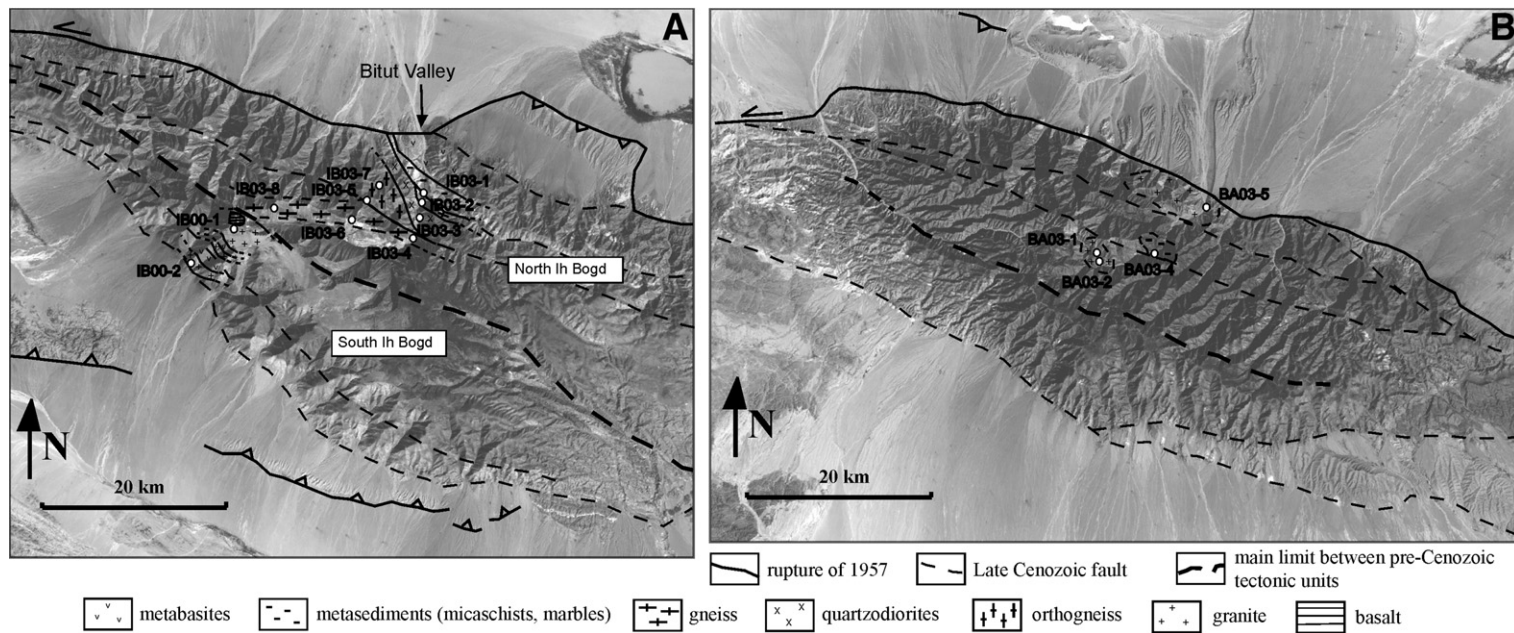 A
Bitut Valley
IB03-7
IB03-5
IB03-8
IB03-1
IB03-2
IB00-1
IB03-3
IB03-6
IB03-4
IB00-2
North Ih Bogd
South Ih Bogd
N
20 km
B
BA03-5
BA03-1
BA03-4
BA03-2
N
20 km
rupture of 1957
Late Cenozoic fault
main limit between pre-Cenozoic
tectonic units
metabasites
metasediments (micaschists, marbles)
gneiss
quartzodiorites
orthogneiss
granite
basalt